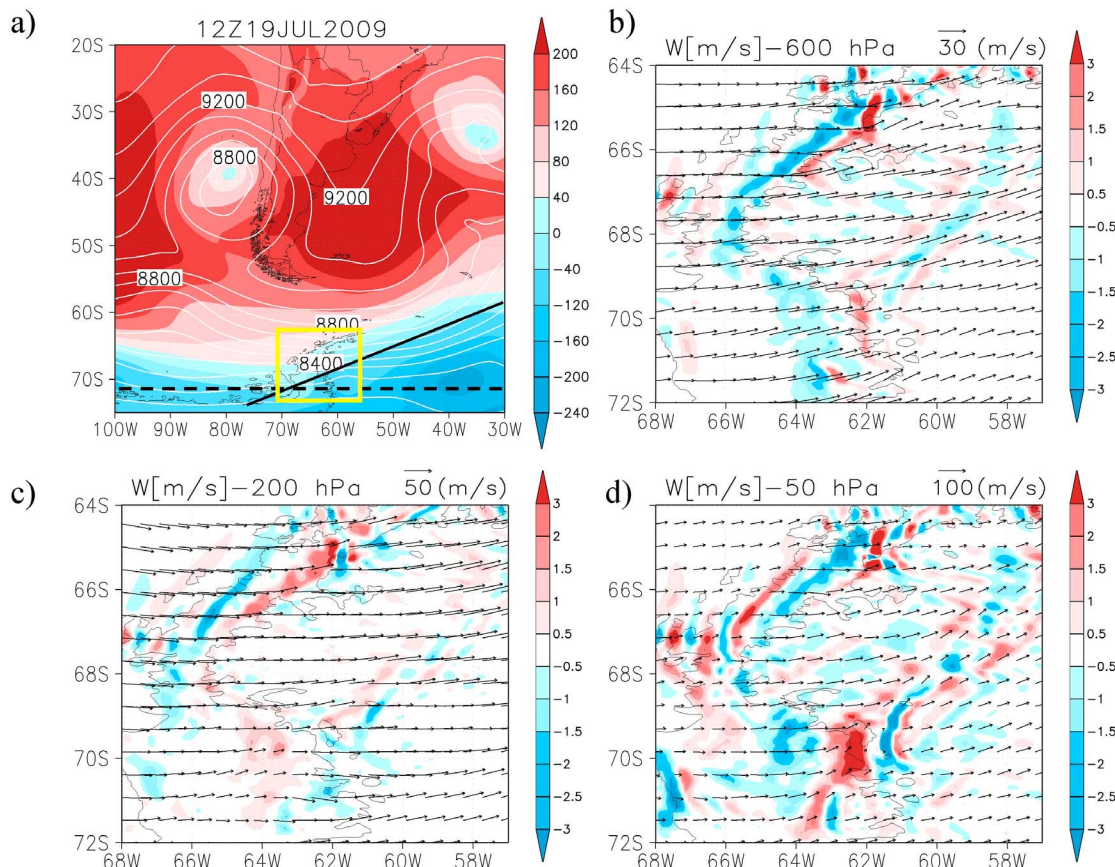 a)
12Z19JUL2009
20S
30S
40S
50S
60S
70S
100W 90W 80W 70W 60W 50W 40W 30W
9200
8800
9200
8800
8800
8400
200
160
120
80
40
0
-40
-120
-160
-200
-240
b)
W[m/s]-600 hPa 30 (m/s)
64S
66S
68S
70S
72S
68W 66W 64W 62W 60W 58W
3
2
1
0.5
-0.5
-1
-1.5
-2
-2.5
-3
c)
W[m/s]-200 hPa 50 (m/s)
64S
66S
68S
70S
72S
68W 66W 64W 62W 60W 58W
3
2
1
0.5
-0.5
-1
-1.5
-2
-2.5
-3
d)
W[m/s]-50 hPa 100 (m/s)
64S
66S
68S
70S
72S
68W 66W 64W 62W 60W 58W
3
2
1
0.5
-0.5
-1
-1.5
-2
-2.5
-3